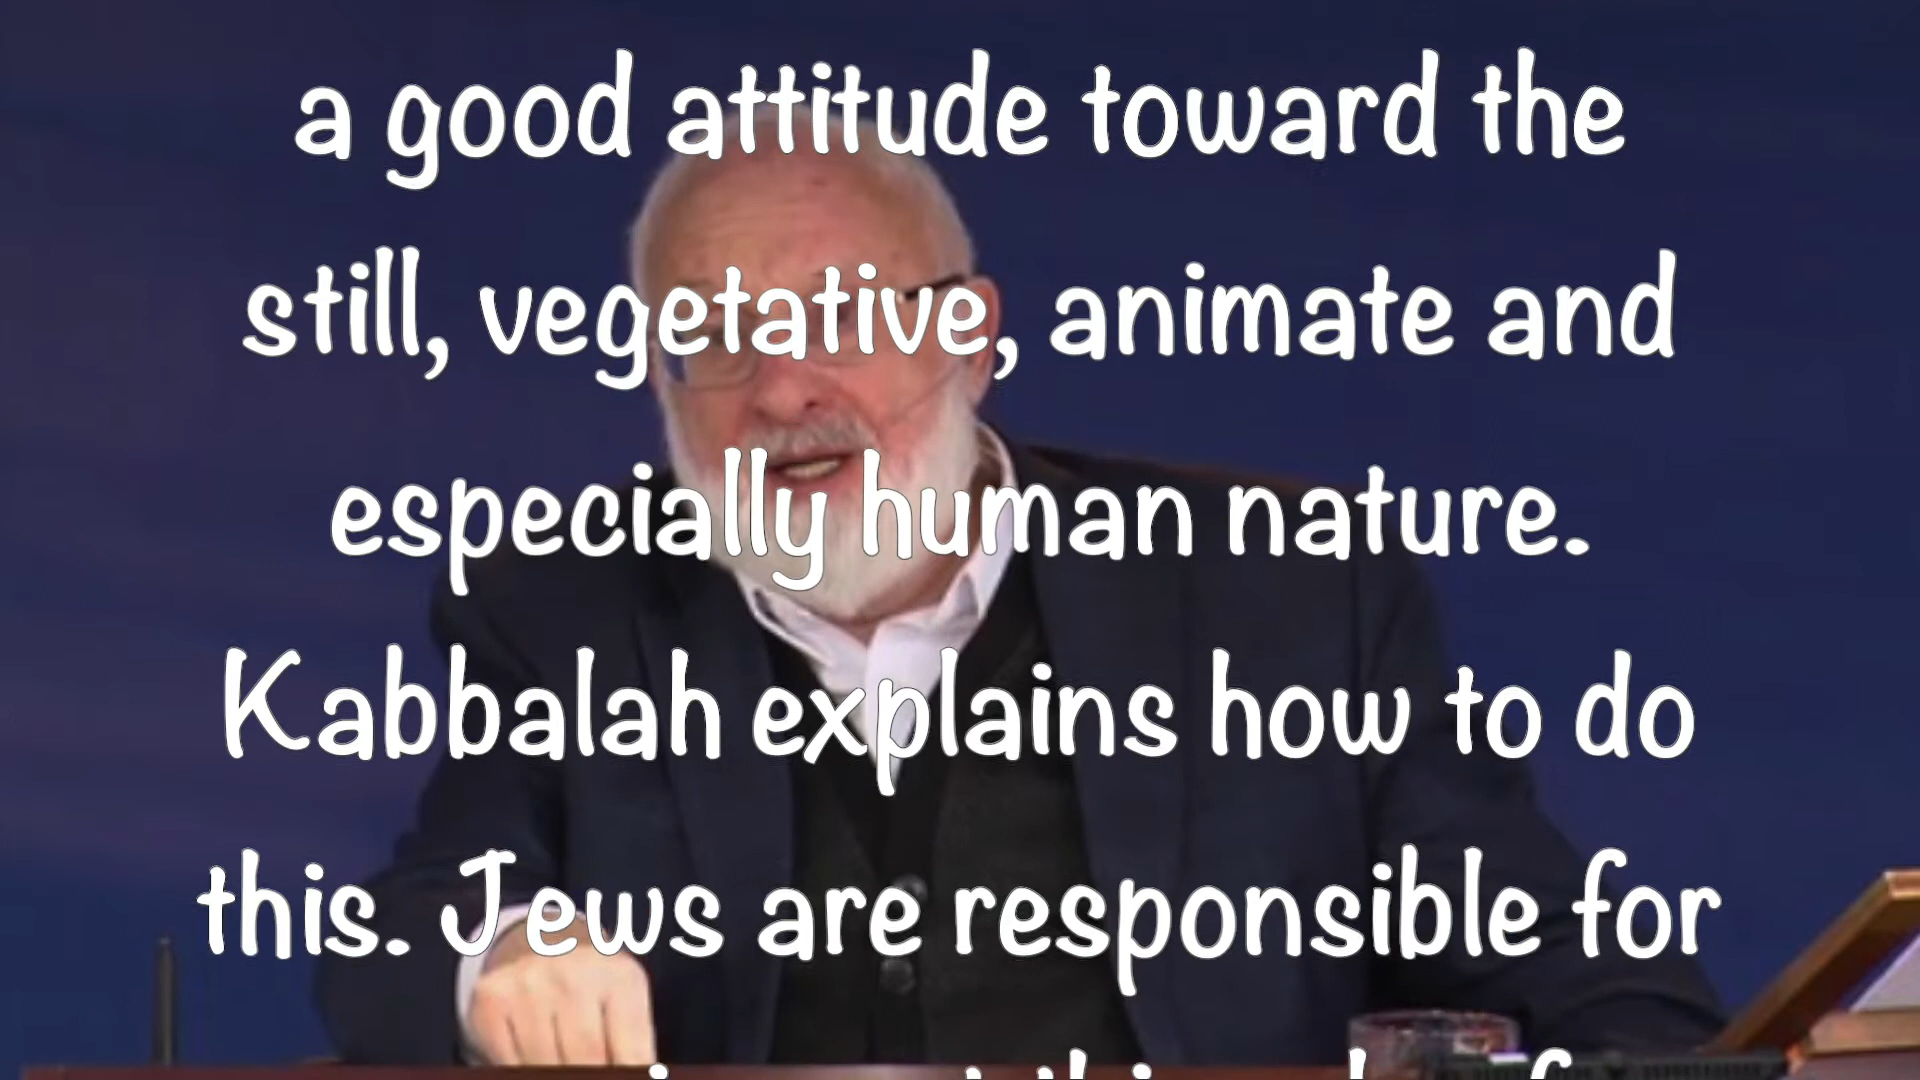 a good attitude toward the
still, vegetative, animate and
especially human nature.
Kabbalah explains how to do
this. Jews are responsible for